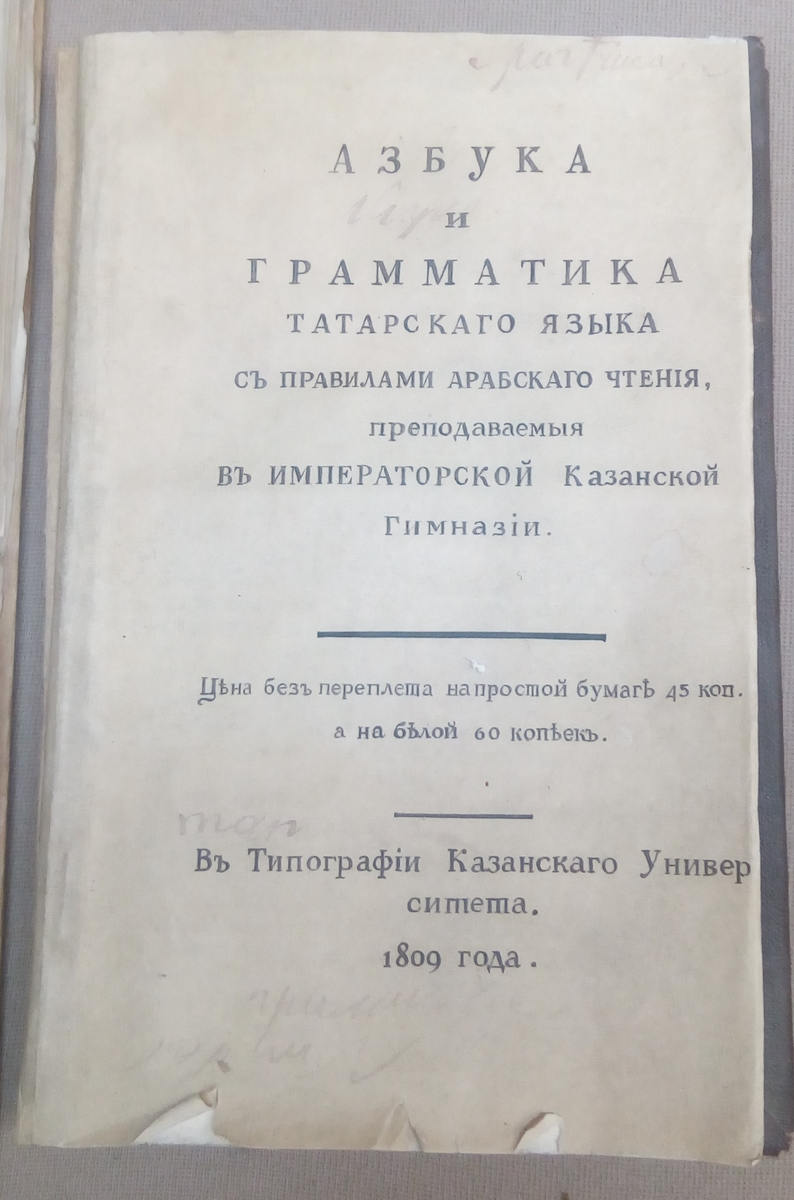 АЗБУКА
и
ГРАММАТИКА
ТАТАРСКАГО ЯЗЫКА
СЪ ПРАВИЛАМИ АРАБСКАГО ЧТЕНІЯ,
преподаваемыя
ВЪ ИМПЕРАТОРСКОЙ Казанской
Гимназіи.
Цѣна безъ переплета на простой бумагѣ 45 коп.
а на бѣлой 60 копѣекъ.
Въ Типографіи Казанскаго Универ
ситета.
1809 года.